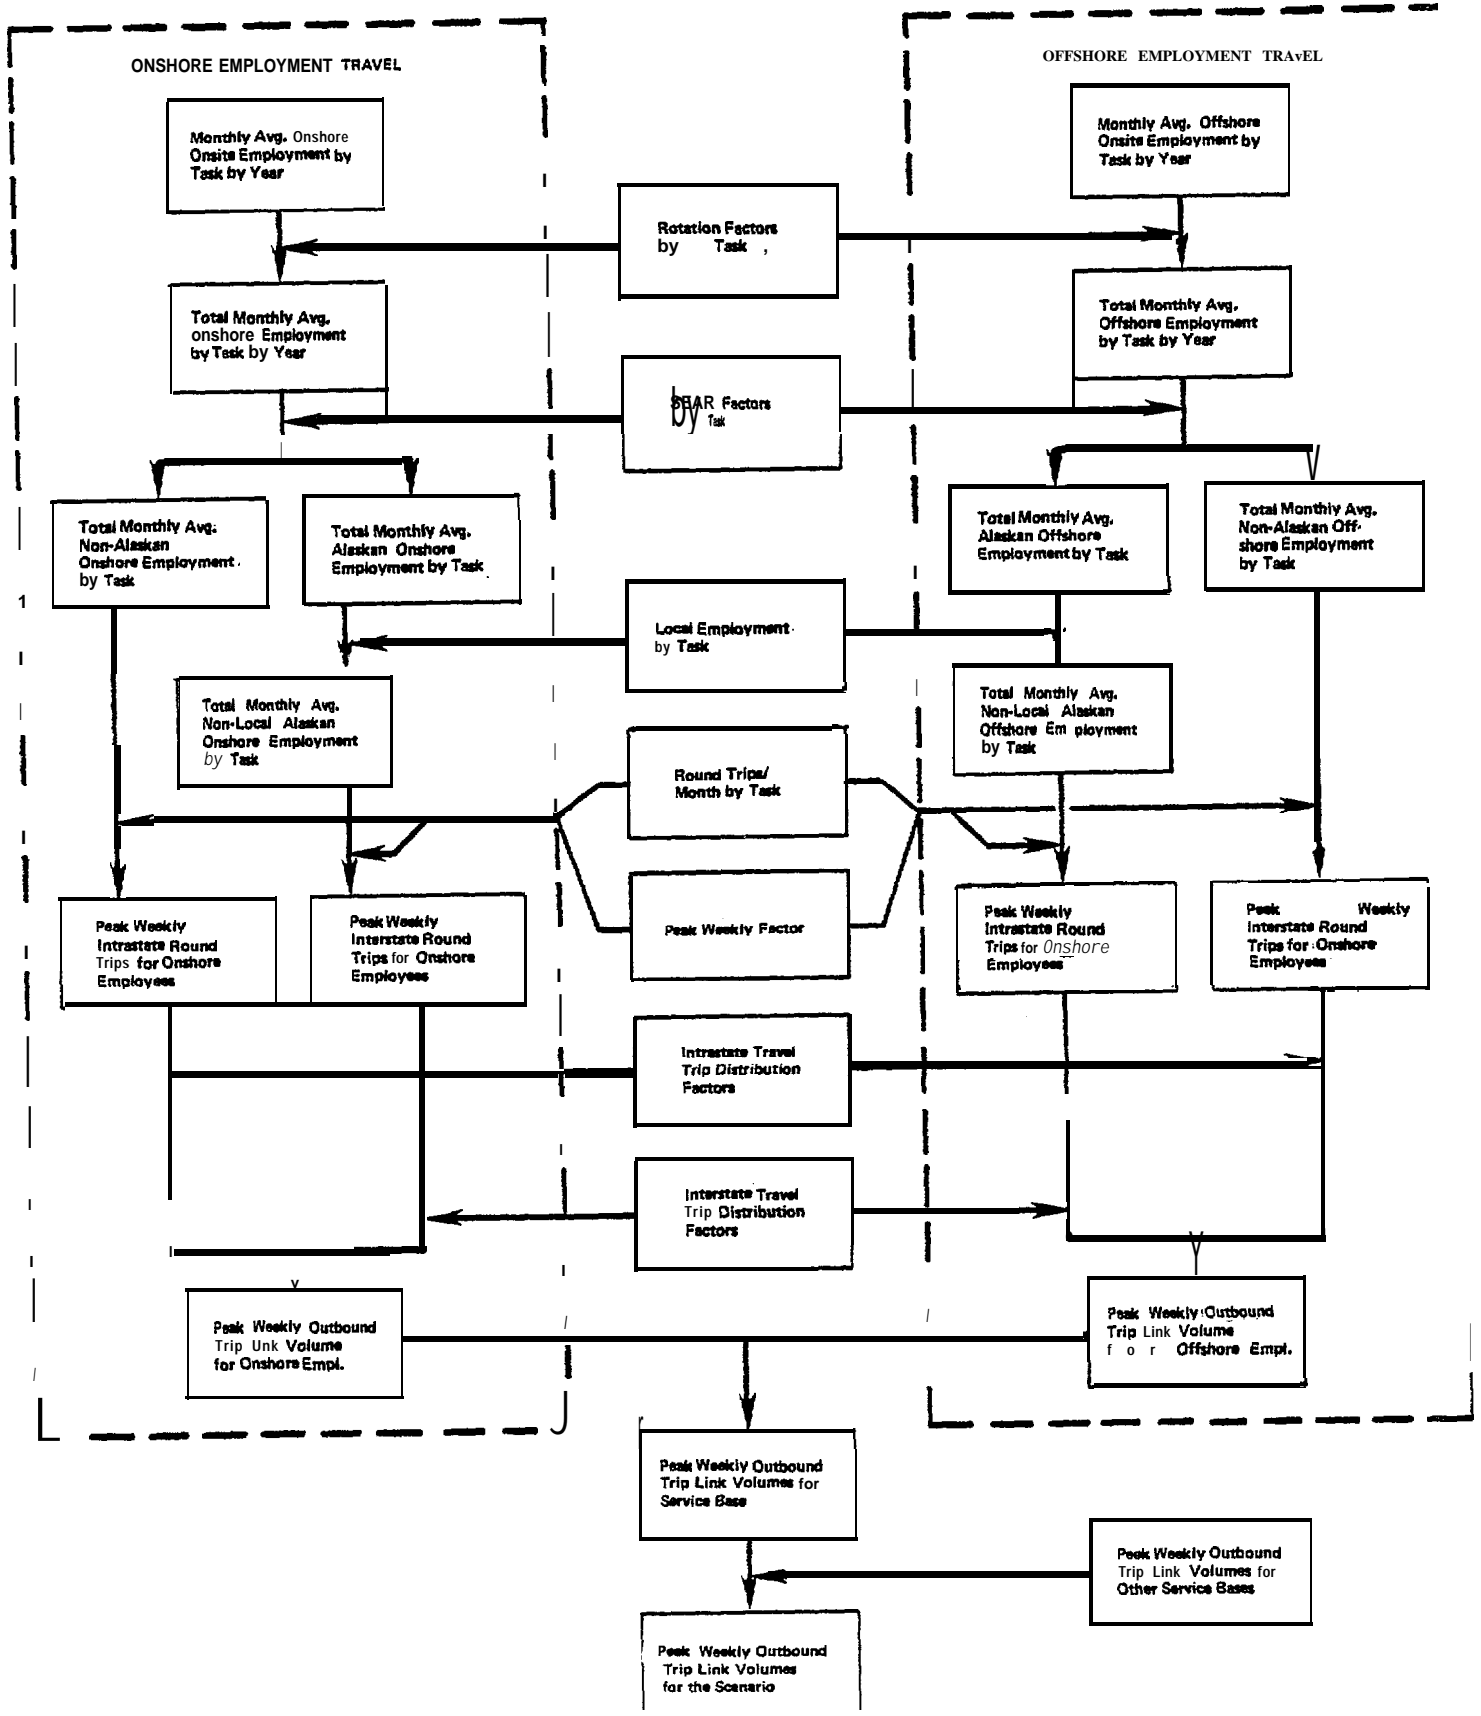 ONSHORE EMPLOYMENT TRAVEL
OFFSHORE EMPLOYMENT TRAvEL
Monthly Avg. Onshore
Onsite Employment by
Task by Year
Monthly Avg. Offshore
Onsite Employment by
Task by Year
Rotation Factors
by Task ,
Total Monthly Avg.
onshore Employment
by Task by Year
Total Monthly Avg.
Offshore Employment
by Task by Year
SEAR Factors
by Task
Total Monthly Avg.
Non-Alaskan
Onshore Employment.
by Task
Total Monthly Avg.
Alaskan Onshore
Employment by Task
Total Monthly Avg.
Alaskan Offshore
Employment by Task
Total Monthly Avg.
Non-Alaskan Off-
shore Employment
by Task
1
Local Employment
by Task
Total Monthly Avg.
Non-Local Alaskan
Onshore Employment
by Task
Total Monthly Avg.
Non-Local Alaskan
Offshore Em ployment
by Task
Round Trips/
Month by Task
Peak Weekly
Intrastate Round
Trips for Onshore
Employees
Peak Weekly
Interstate Round
Trips for Onshore
Employees
Peak Weekly Factor
Peak Weekly
Intrastate Round
Trips for Onshore
Employees
Peak Weekly
Interstate Round
Trips for Onshore
Employees
Intrastate Travel
Trip Distribution
Factors
Interstate Travel
Trip Distribution
Factors
Peak Weekly Outbound
Trip Unk Volume
for Onshore Empl.
Peak Weekly Outbound
Trip Link Volume
f o r Offshore Empl.
Peak Weekly Outbound
Trip Link Volumes for
Service Base
Peak Weekly Outbound
Trip Link Volumes for
Other Service Bases
Peak Weekly Outbound
Trip Link Volumes
for the Scenario